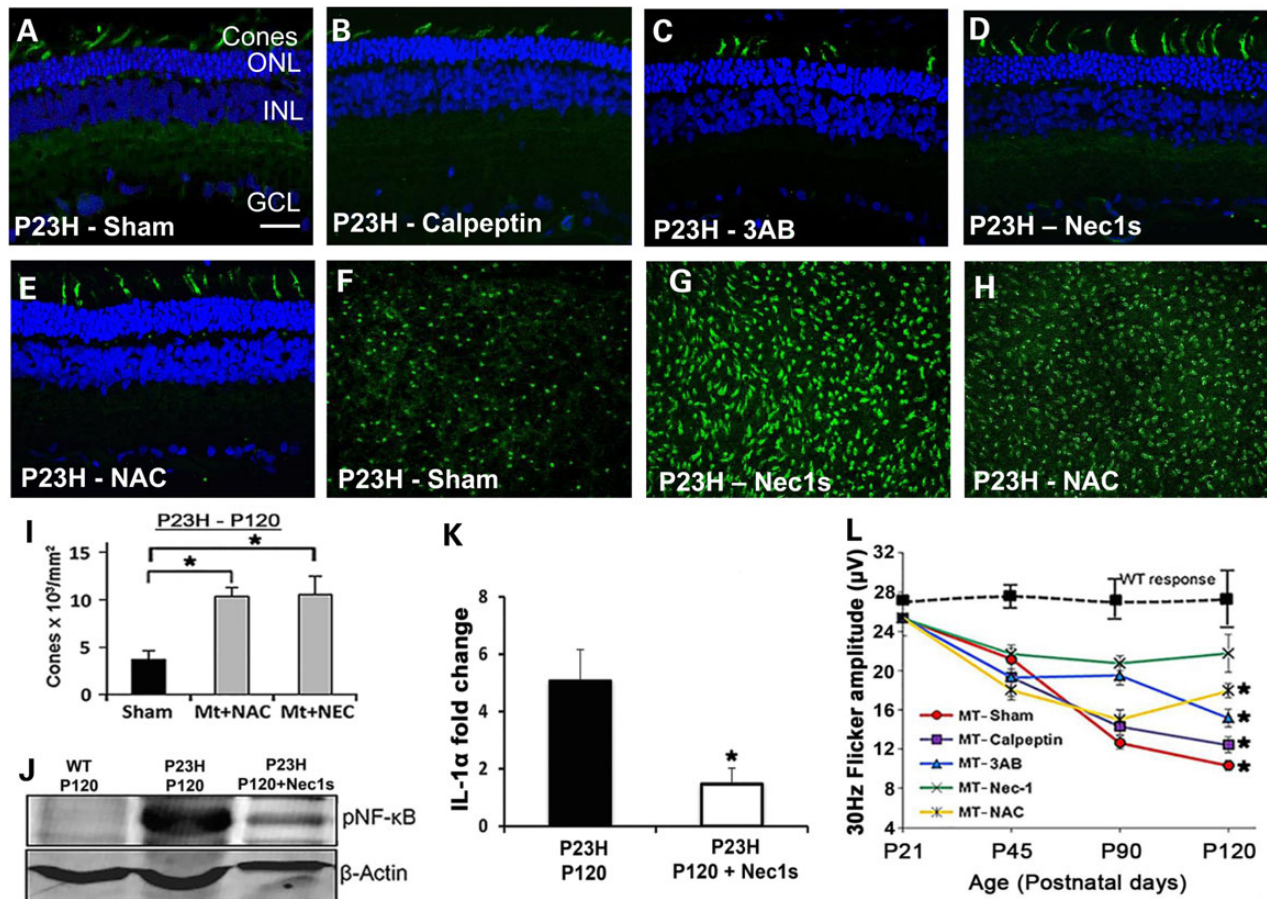 A
Cones
ONL
INL
GCL
P23H - Sham
B
P23H - Calpeptin
C
P23H - 3AB
D
P23H – Nec1s
E
P23H - NAC
F
P23H - Sham
G
P23H – Nec1s
H
P23H - NAC
I
P23H - P120
Cones x 10³/mm²
15
10
5
0
*
*
Sham
Mt+NAC
Mt+NEC
J
WT
P120
P23H
P120
P23H
P120+Nec1s
pNF-κB
β-Actin
K
IL-1α fold change
8
6
4
2
0
*
P23H
P120
P23H
P120 + Nec1s
L
30Hz Flicker amplitude (µV)
32
28
24
20
16
12
8
4
WT response
MT-Sham
MT-Calpeptin
MT-3AB
MT-Nec-1
MT-NAC
*
*
*
*
P21
P45
P90
P120
Age (Postnatal days)